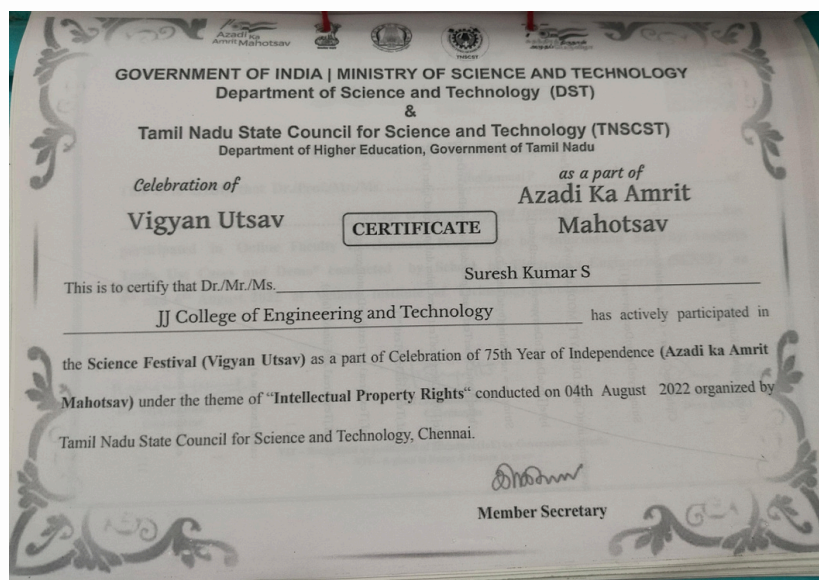 Azadi Ka
Amrit Mahotsav
TNSCST
GOVERNMENT OF INDIA | MINISTRY OF SCIENCE AND TECHNOLOGY
Department of Science and Technology (DST)
&
Tamil Nadu State Council for Science and Technology (TNSCST)
Department of Higher Education, Government of Tamil Nadu
Celebration of
Vigyan Utsav
as a part of
Azadi Ka Amrit
Mahotsav
CERTIFICATE
This is to certify that Dr./Mr./Ms. Suresh Kumar S
JJ College of Engineering and Technology has actively participated in
the Science Festival (Vigyan Utsav) as a part of Celebration of 75th Year of Independence (Azadi ka Amrit
Mahotsav) under the theme of “Intellectual Property Rights“ conducted on 04th August 2022 organized by
Tamil Nadu State Council for Science and Technology, Chennai.
Member Secretary